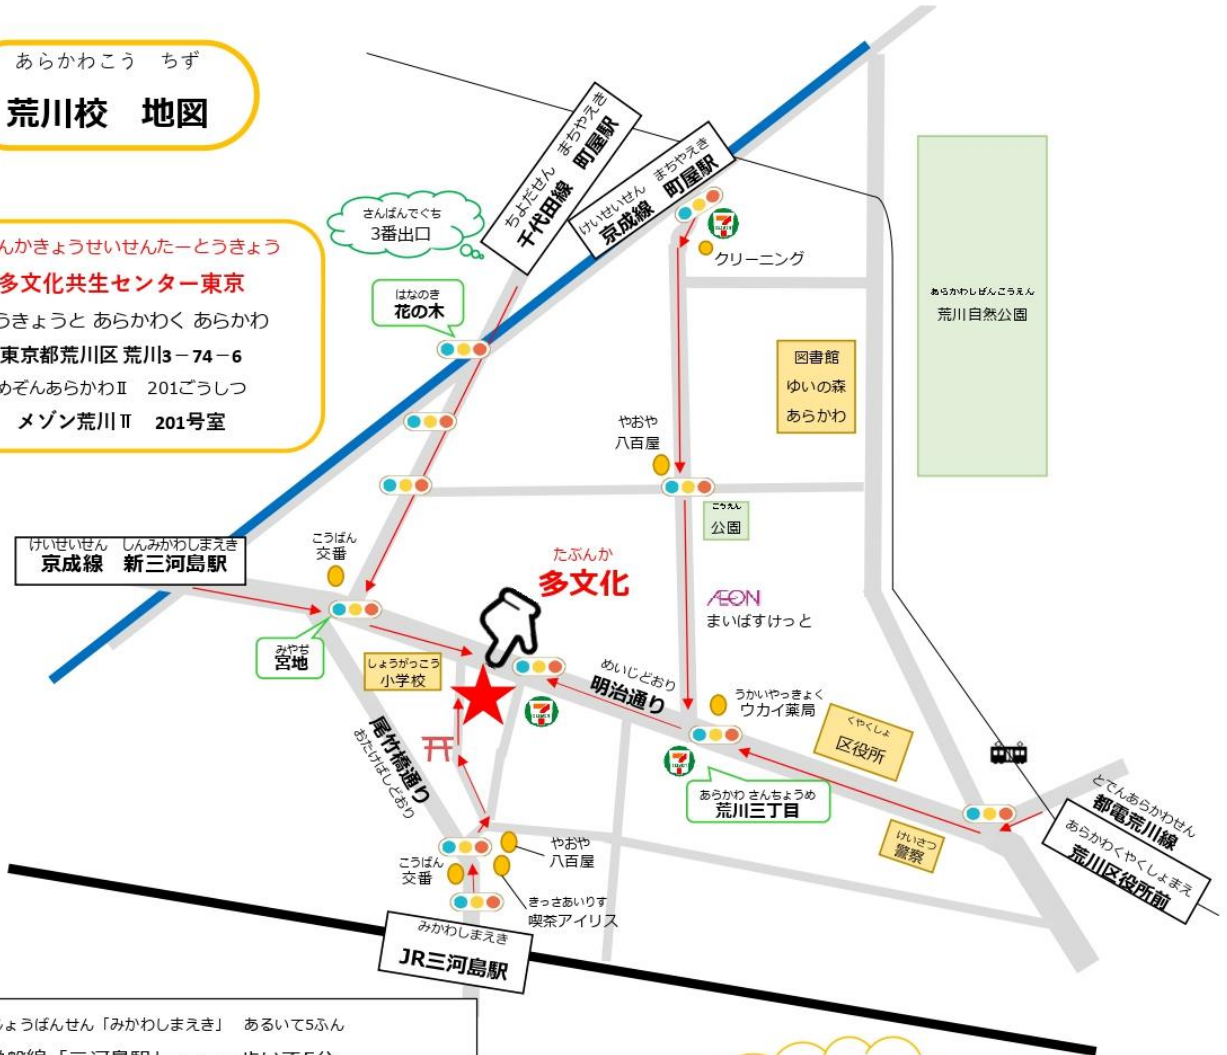 あらかわこう ちず
荒川校 地図
んかきょうせいせんたーとうきょう
多文化共生センター東京
うきょうと あらかわく あらかわ
東京都荒川区 荒川3－74－6
めぞんあらかわⅡ 201ごうしつ
メゾン荒川Ⅱ 201号室
さんばんでぐち
3番出口
ちよだせん まちやえき
千代田線 町屋駅
けいせいせん まちやえき
京成線 町屋駅
7
ELEVEN
クリーニング
はなのき
花の木
あらかわしぜんこうえん
荒川自然公園
図書館
ゆいの森
あらかわ
やおや
八百屋
こうえん
公園
けいせいせん しんみかわしまえき
京成線 新三河島駅
こうばん
交番
たぶんか
多文化
ÆON
まいばすけっと
みやぢ
宮地
しょうがっこう
小学校
めいじどおり
明治通り
うかいやっきょく
ウカイ薬局
くやくしょ
区役所
7
ELEVEN
7
ELEVEN
尾竹橋通り
おたけばしどおり
あらかわ さんちょうめ
荒川三丁目
けいさつ
警察
とでんあらかわせん
都電荒川線
あらかわくやくしょまえ
荒川区役所前
やおや
八百屋
こうばん
交番
きっさあいりす
喫茶アイリス
みかわしまえき
JR三河島駅
じょうばんせん「みかわしまえき」 あるいて5ふん